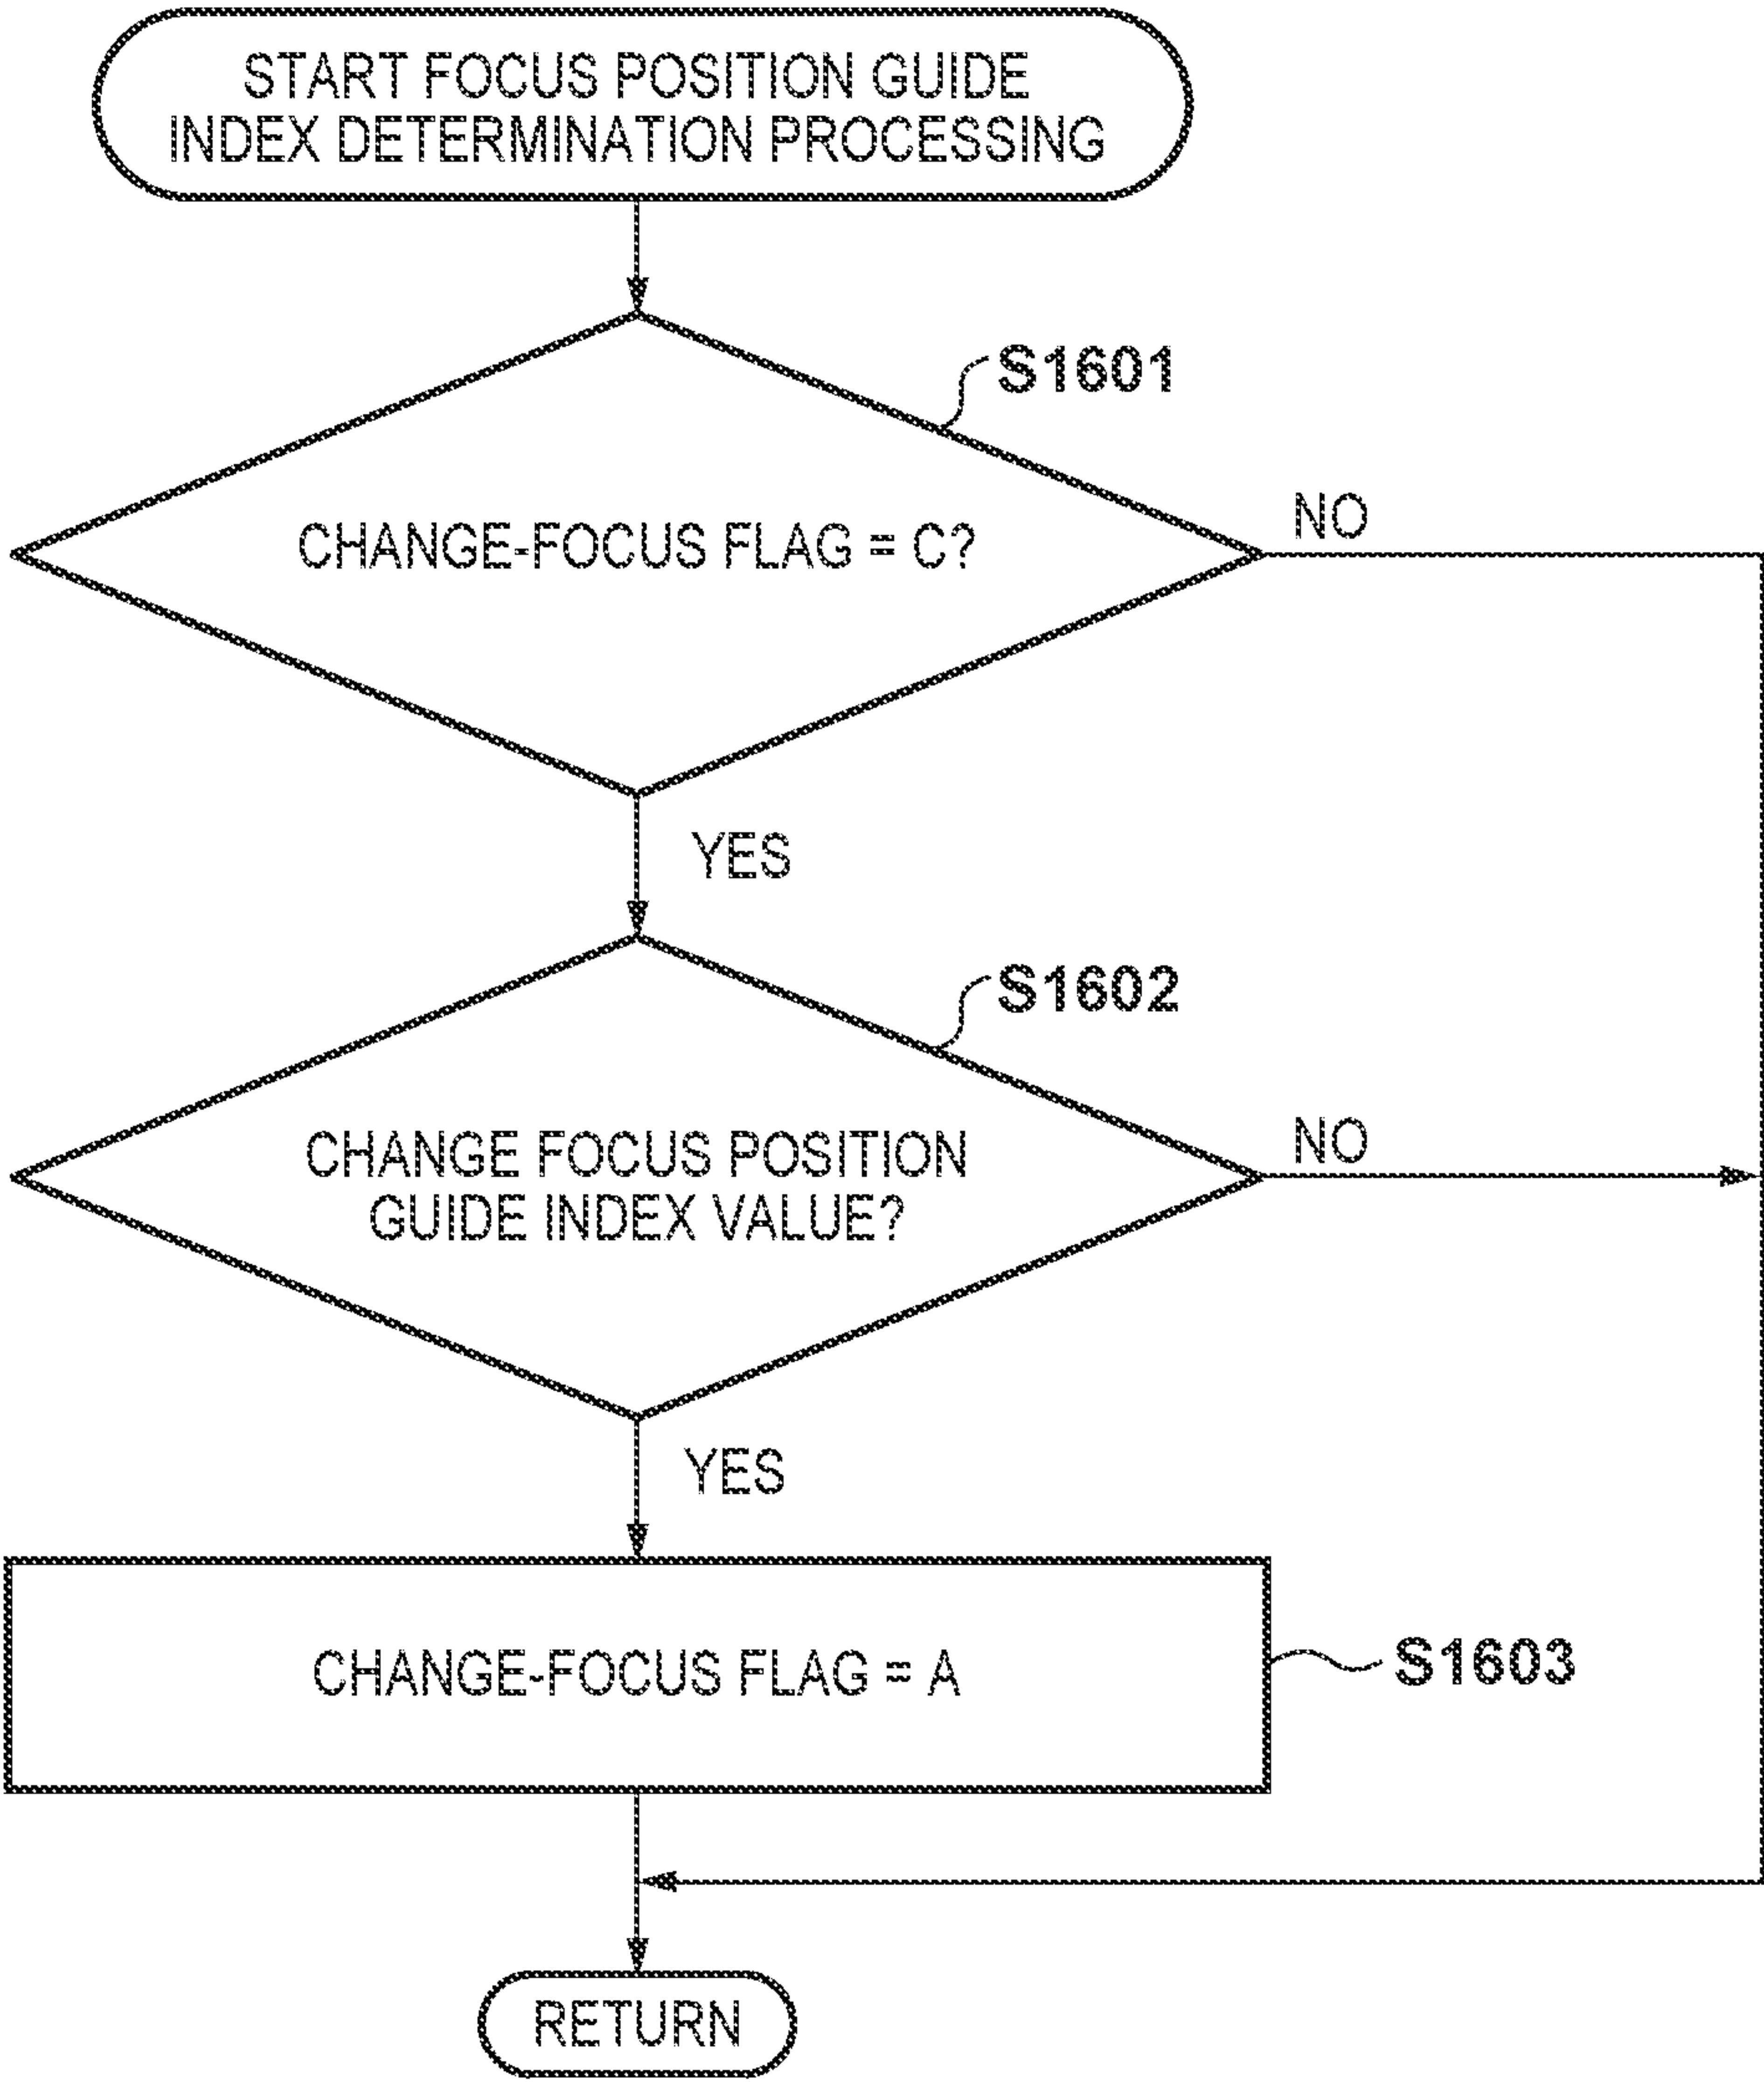 START FOCUS POSITION GUIDE
INDEX DETERMINATION PROCESSING
S1601
CHANGE-FOCUS FLAG = C?
NO
YES
S1602
CHANGE FOCUS POSITION
GUIDE INDEX VALUE?
NO
YES
CHANGE-FOCUS FLAG = A
S1603
RETURN